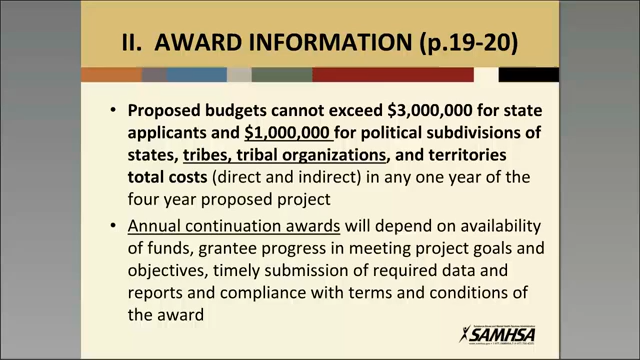 II. AWARD INFORMATION (p.19-20)
• Proposed budgets cannot exceed $3,000,000 for state
applicants and $1,000,000 for political subdivisions of
states, tribes, tribal organizations, and territories
total costs (direct and indirect) in any one year of the
four year proposed project
• Annual continuation awards will depend on availability
of funds, grantee progress in meeting project goals and
objectives, timely submission of required data and
reports and compliance with terms and conditions of
the award
SAMHSA